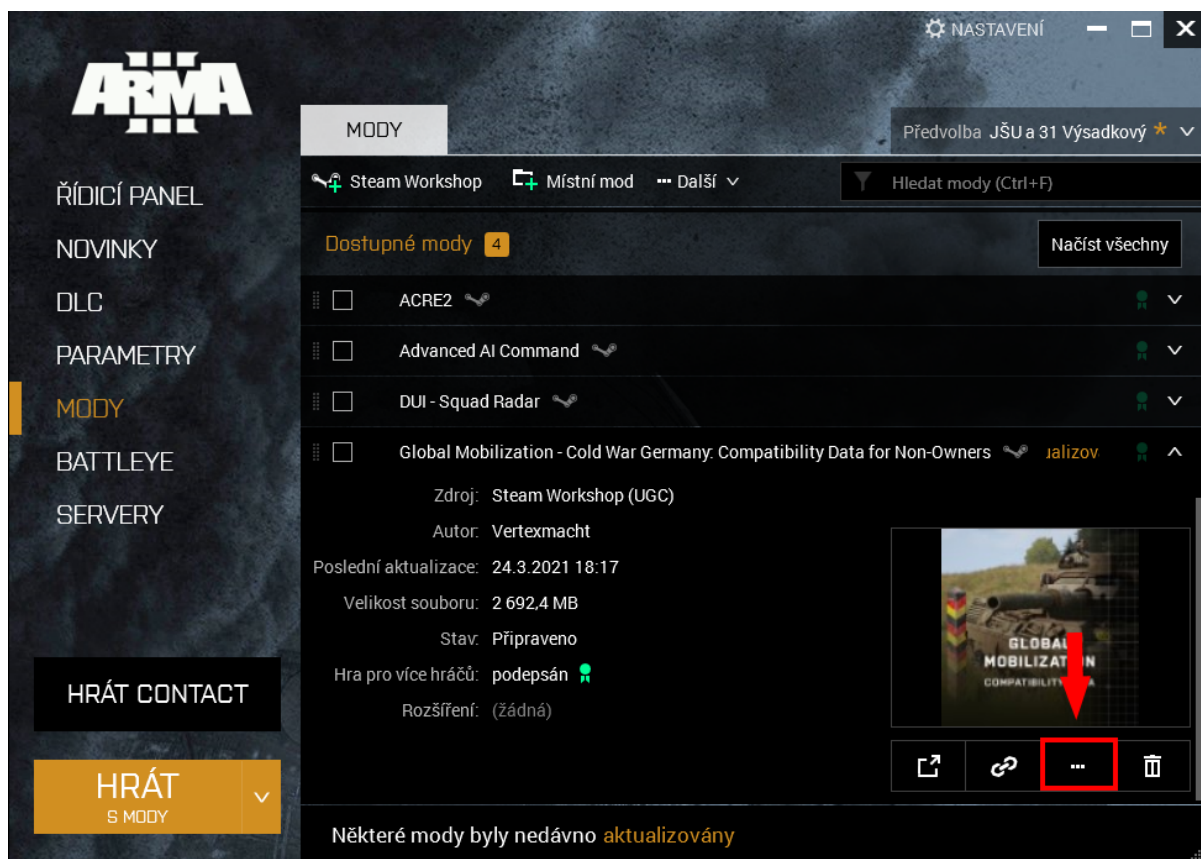 NASTAVENÍ
ARMA III
MODY
Předvolba JŠU a 31 Výsadkový *
Steam Workshop Místní mod ··· Další
Hledat mody (Ctrl+F)
ŘÍDICÍ PANEL
NOVINKY
DLC
PARAMETRY
MODY
BATTLEYE
SERVERY
HRÁT CONTACT
HRÁT
S MODY
Dostupné mody 4
Načíst všechny
ACRE2
Advanced AI Command
DUI - Squad Radar
Global Mobilization - Cold War Germany: Compatibility Data for Non-Owners
Zdroj: Steam Workshop (UGC)
Autor: Vertexmacht
Poslední aktualizace: 24.3.2021 18:17
Velikost souboru: 2 692,4 MB
Stav: Připraveno
Hra pro více hráčů: podepsán
Rozšíření: (žádná)
GLOBAL
Některé mody byly nedávno aktualizovány